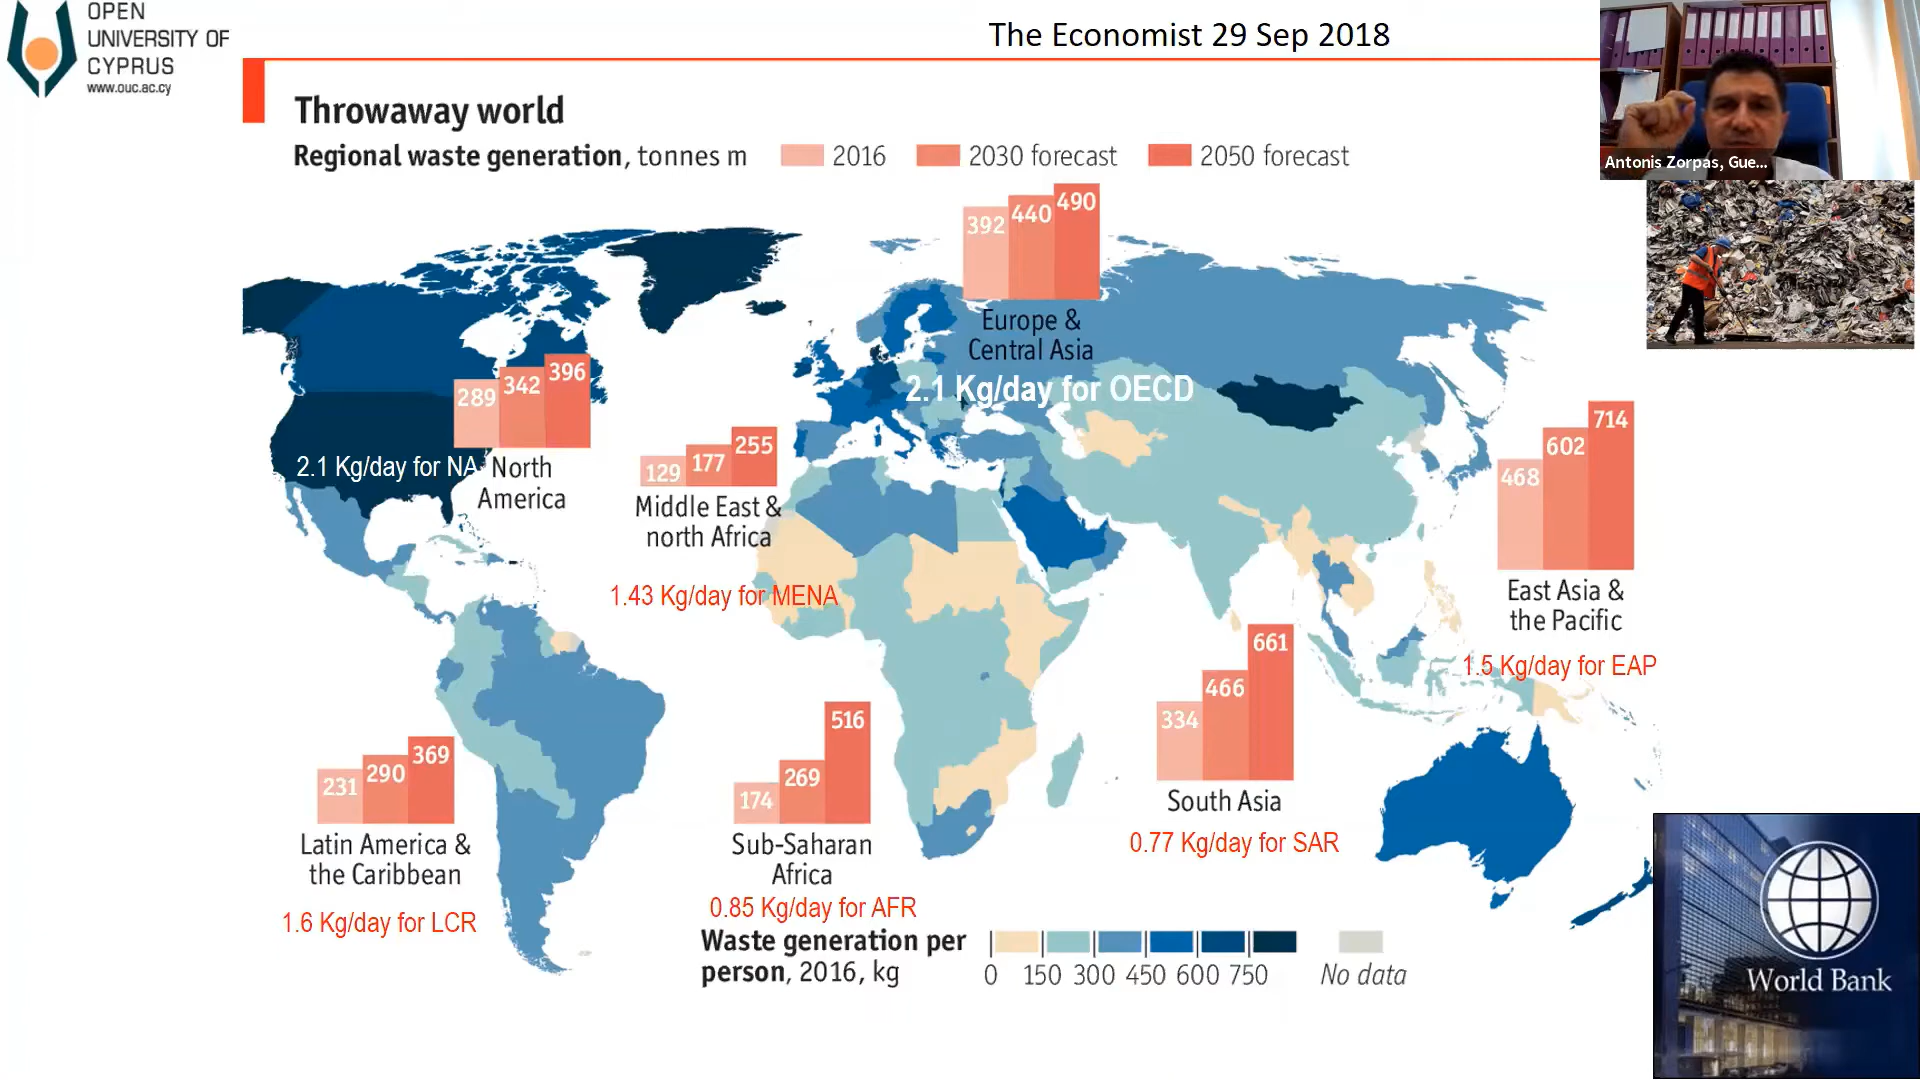 OPEN
UNIVERSITY OF
CYPRUS
www.ouc.ac.cy
The Economist 29 Sep 2018
Antonis Zorpas, Gue...
Throwaway world
Regional waste generation, tonnes m
2016
2030 forecast
2050 forecast
392
440
490
Europe &
Central Asia
2.1 Kg/day for OECD
289
342
396
2.1 Kg/day for NA
North
America
129
177
255
Middle East &
north Africa
1.43 Kg/day for MENA
468
602
714
East Asia &
the Pacific
1.5 Kg/day for EAP
334
466
661
South Asia
0.77 Kg/day for SAR
231
290
369
Latin America &
the Caribbean
1.6 Kg/day for LCR
174
269
516
Sub-Saharan
Africa
0.85 Kg/day for AFR
Waste generation per
person, 2016, kg
0 150 300 450 600 750
No data
World Bank